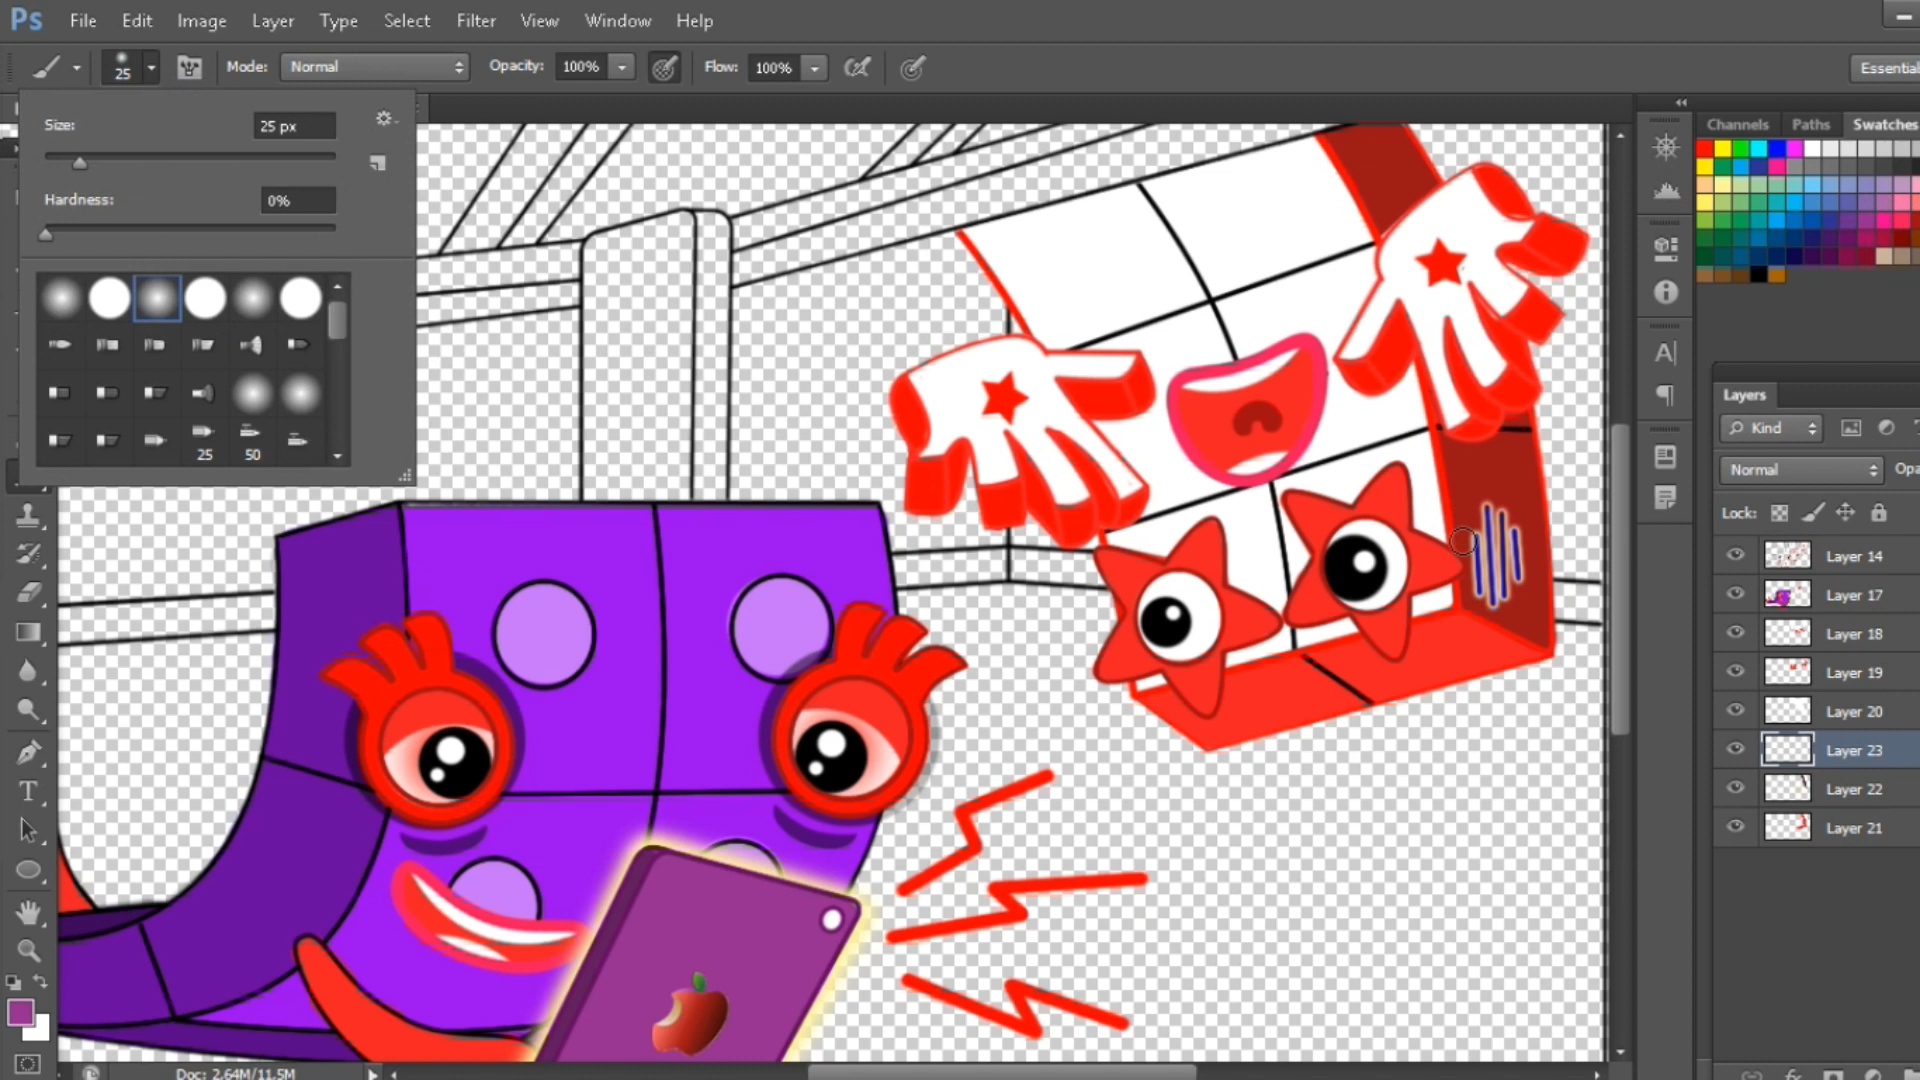 Ps File Edit Image Layer Type Select Filter View Window Help
25 Mode: Normal Opacity: 100% Flow: 100%
Size: 25 px
Hardness: 0%
25 50
Channels Paths Swatches
Layers
Kind
Normal
Lock:
Layer 14
Layer 17
Layer 18
Layer 19
Layer 20
Layer 23
Layer 22
Layer 21
Doc: 2.64M/11.5M